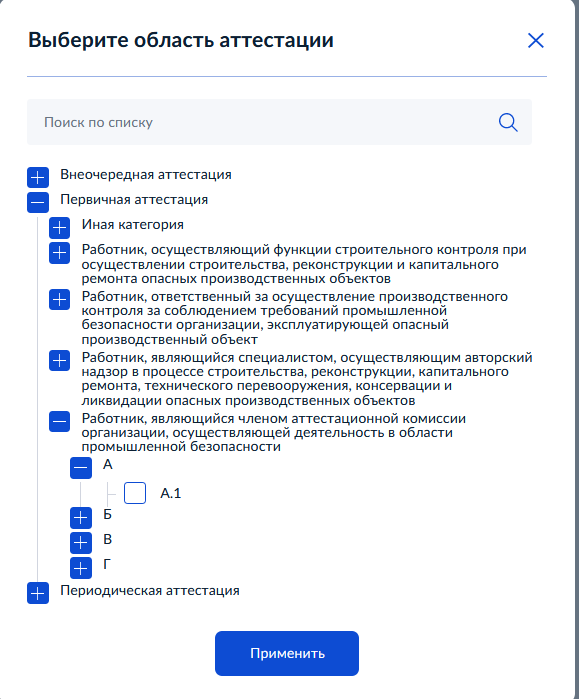 Выберите область аттестации
Поиск по списку
Внеочередная аттестация
Первичная аттестация
Иная категория
Работник, осуществляющий функции строительного контроля при
осуществлении строительства, реконструкции и капитального
ремонта опасных производственных объектов
Работник, ответственный за осуществление производственного
контроля за соблюдением требований промышленной
безопасности организации, эксплуатирующей опасный
производственный объект
Работник, являющийся специалистом, осуществляющим авторский
надзор в процессе строительства, реконструкции, капитального
ремонта, технического перевооружения, консервации и
ликвидации опасных производственных объектов
Работник, являющийся членом аттестационной комиссии
организации, осуществляющей деятельность в области
промышленной безопасности
А
А.1
Б
В
Г
Периодическая аттестация
Применить